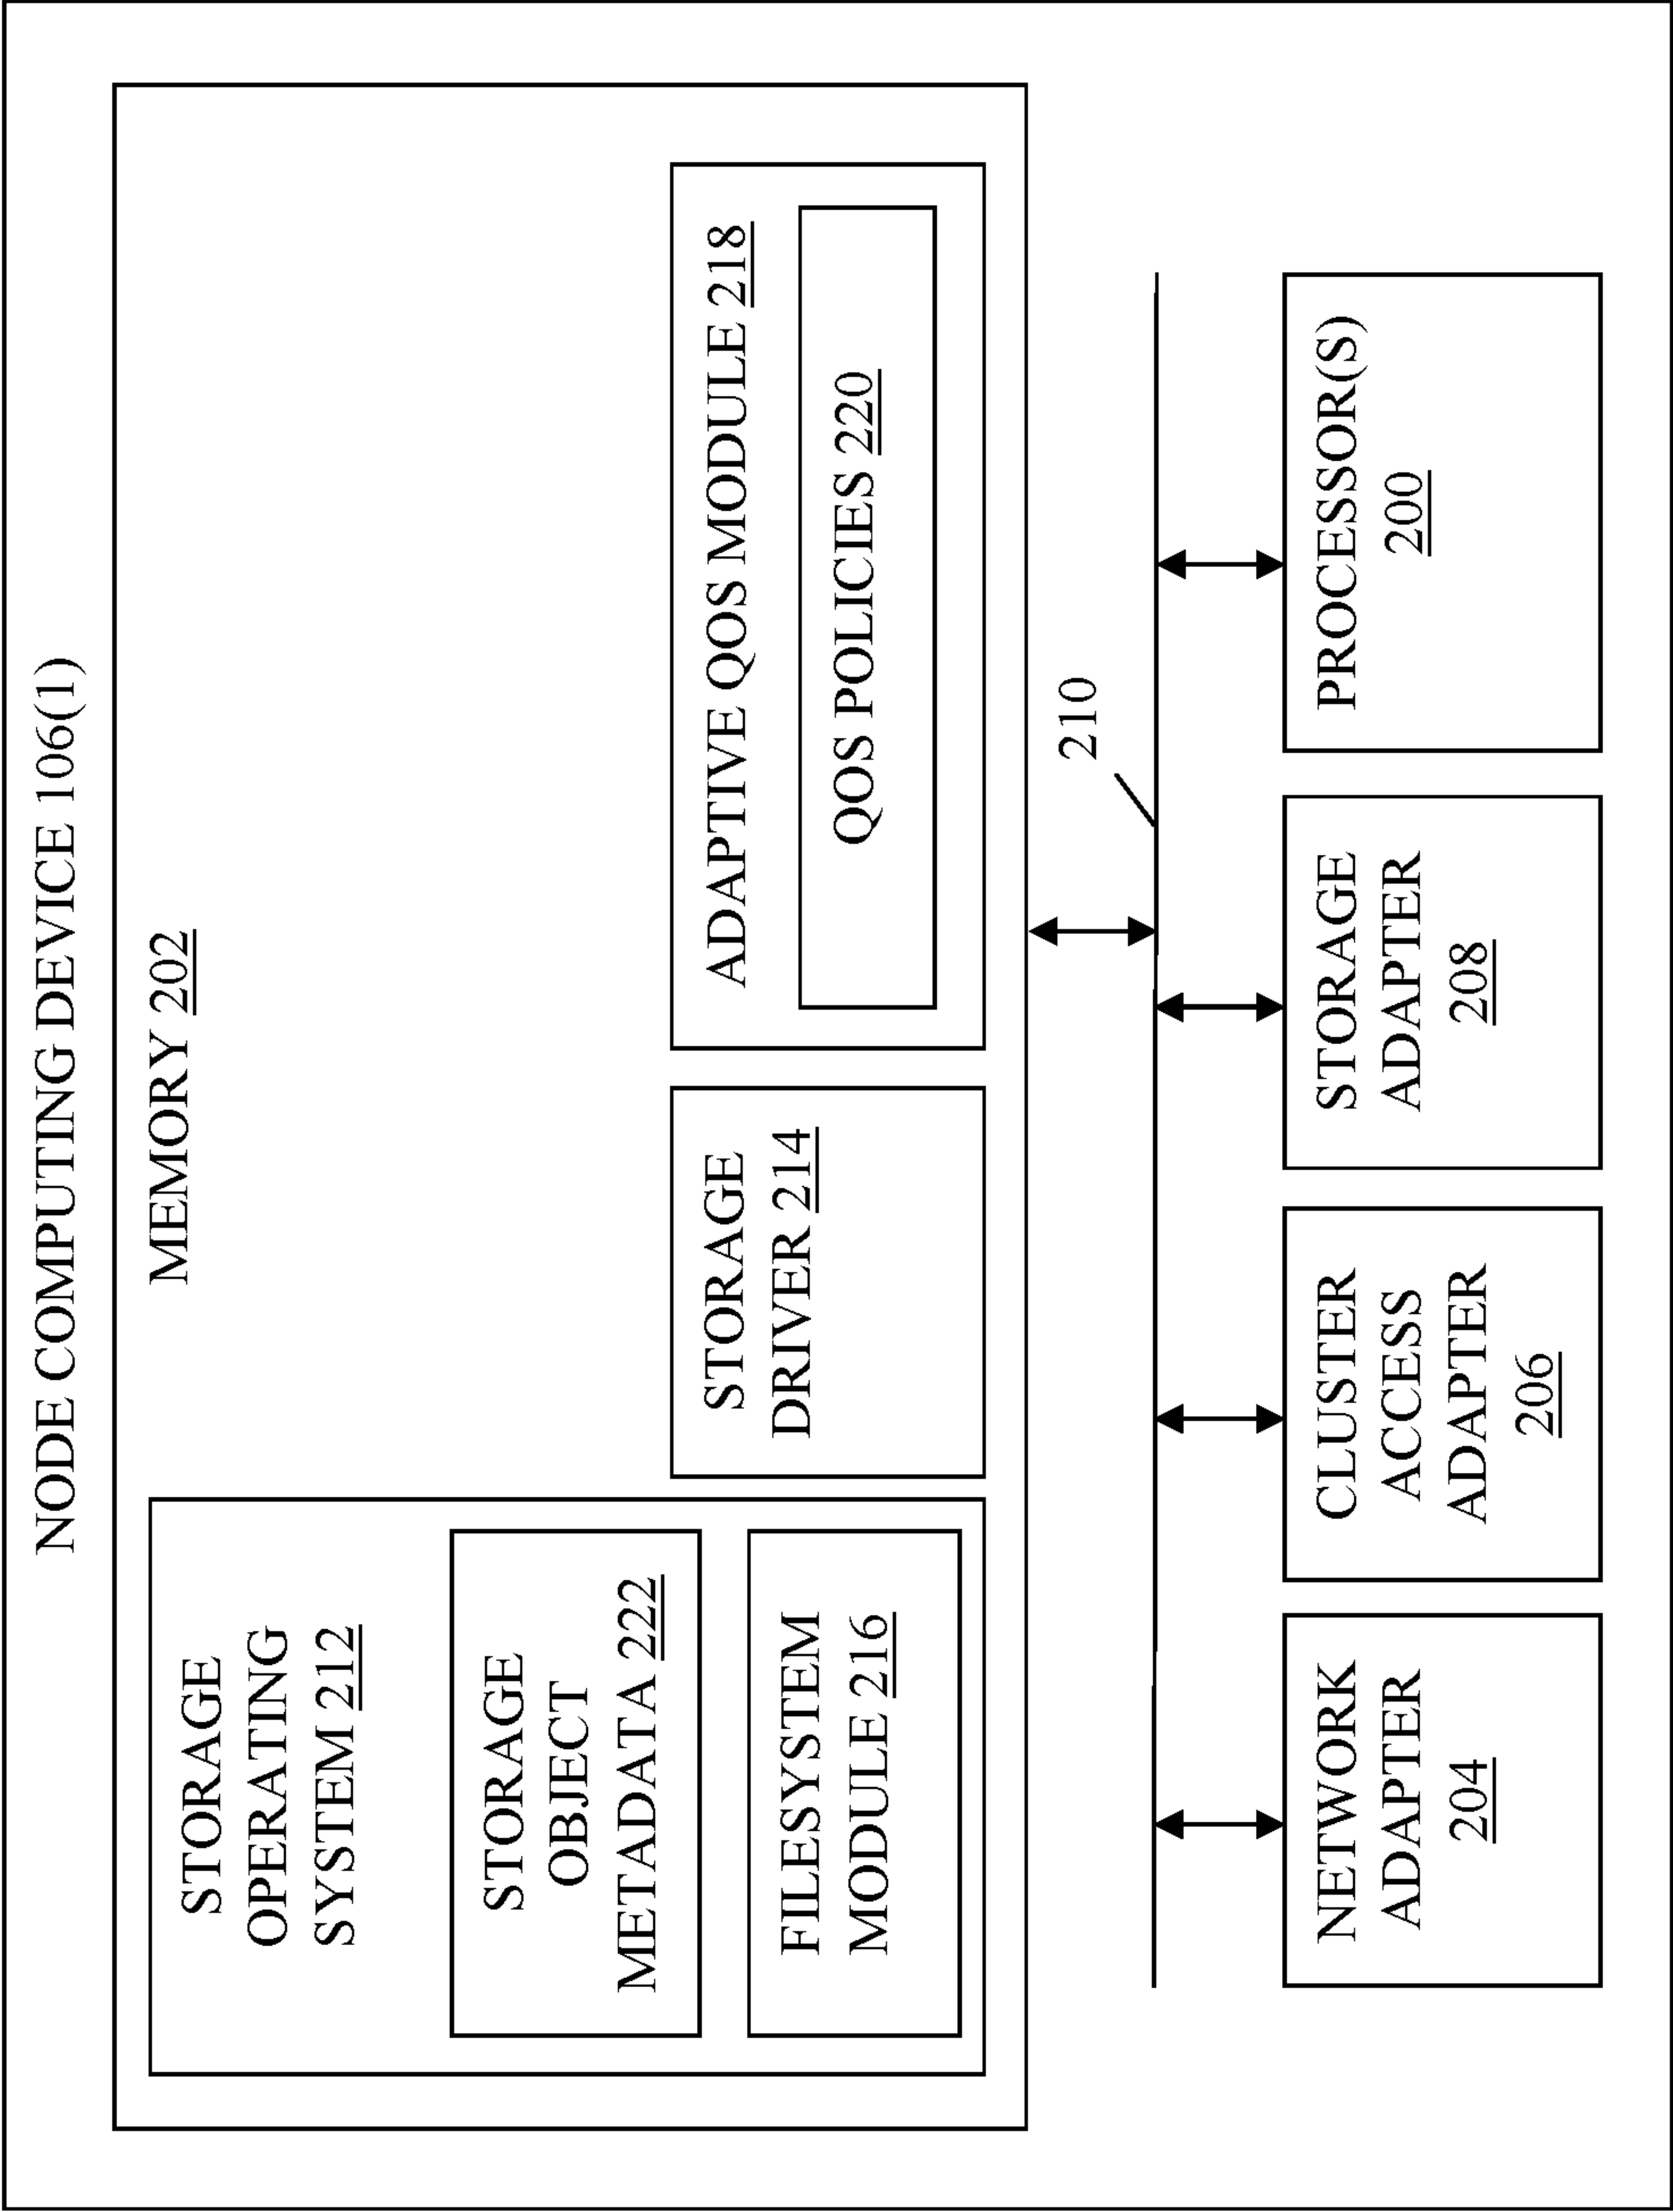 NODE COMPUTING DEVICE 106(1)
MEMORY 202
STORAGE
OPERATING
SYSTEM 212
STORAGE
OBJECT
METADATA 222
FILESYSTEM
MODULE 216
STORAGE
DRIVER 214
ADAPTIVE QOS MODULE 218
QOS POLICIES 220
210
NETWORK
ADAPTER
204
CLUSTER
ACCESS
ADAPTER
206
STORAGE
ADAPTER
208
PROCESSOR(S)
200